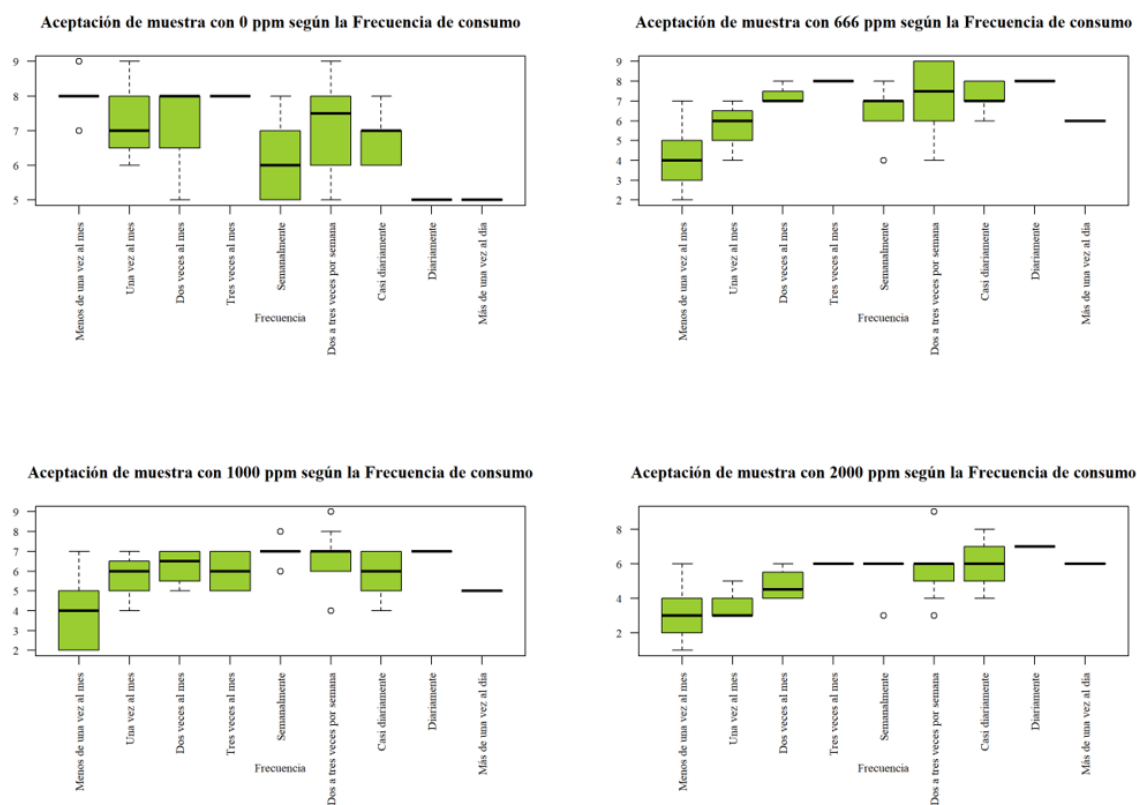 Aceptación de muestra con 0 ppm según la Frecuencia de consumo
9
8
7
6
5
Menos de una vez al mes
Una vez al mes
Dos veces al mes
Tres veces al mes
Semanalmente
Dos a tres veces por semana
Casi diariamente
Diariamente
Más de una vez al día
Frecuencia
Aceptación de muestra con 666 ppm según la Frecuencia de consumo
9
8
7
6
5
4
3
2
Menos de una vez al mes
Una vez al mes
Dos veces al mes
Tres veces al mes
Semanalmente
Dos a tres veces por semana
Casi diariamente
Diariamente
Más de una vez al día
Frecuencia
Aceptación de muestra con 1000 ppm según la Frecuencia de consumo
9
8
7
6
5
4
3
2
Menos de una vez al mes
Una vez al mes
Dos veces al mes
Tres veces al mes
Semanalmente
Dos a tres veces por semana
Casi diariamente
Diariamente
Más de una vez al día
Frecuencia
Aceptación de muestra con 2000 ppm según la Frecuencia de consumo
8
6
4
2
Menos de una vez al mes
Una vez al mes
Dos veces al mes
Tres veces al mes
Semanalmente
Dos a tres veces por semana
Casi diariamente
Diariamente
Más de una vez al día
Frecuencia